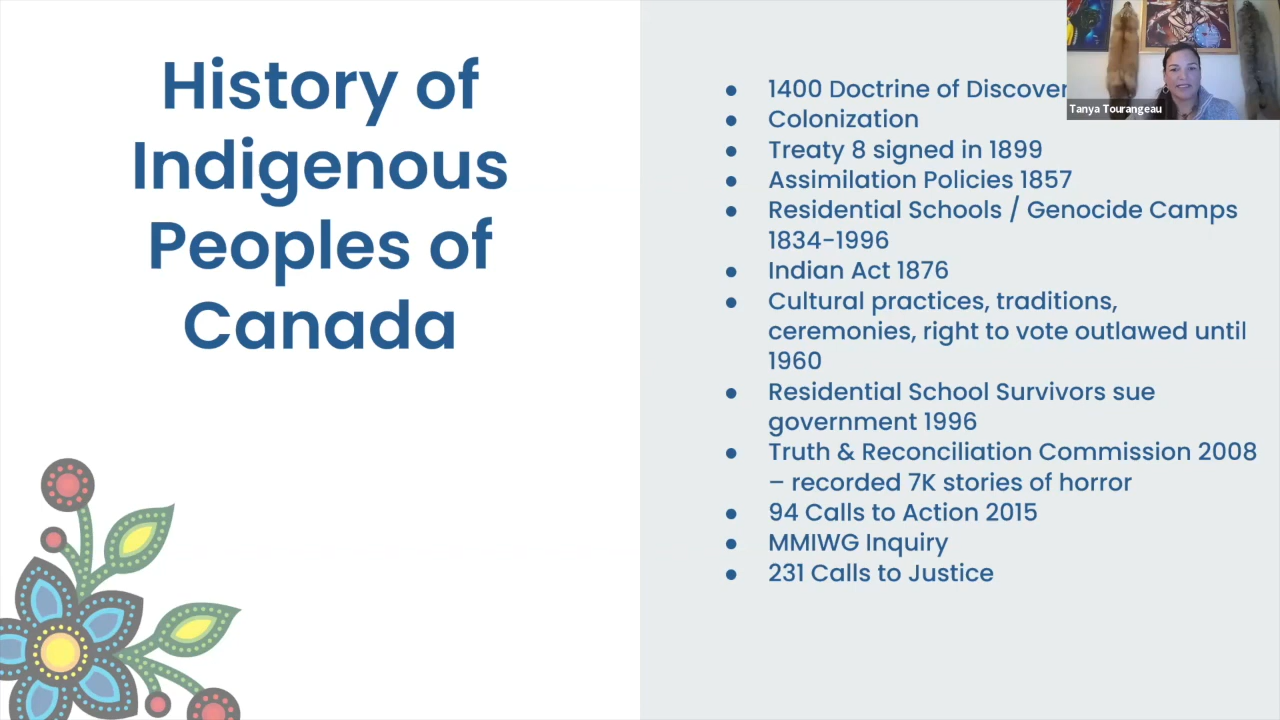 History of
Indigenous
Peoples of
Canada
1400 Doctrine of
Colonization
Treaty 8 signed in 1899
Assimilation Policies 1857
Residential Schools / Genocide Camps
1834-1996
Indian Act 1876
Cultural practices, traditions,
ceremonies, right to vote outlawed until
1960
Residential School Survivors sue
government 1996
Truth & Reconciliation Commission 2008
– recorded 7K stories of horror
94 Calls to Action 2015
MMIWG Inquiry
231 Calls to Justice
Tanya Tourangeau